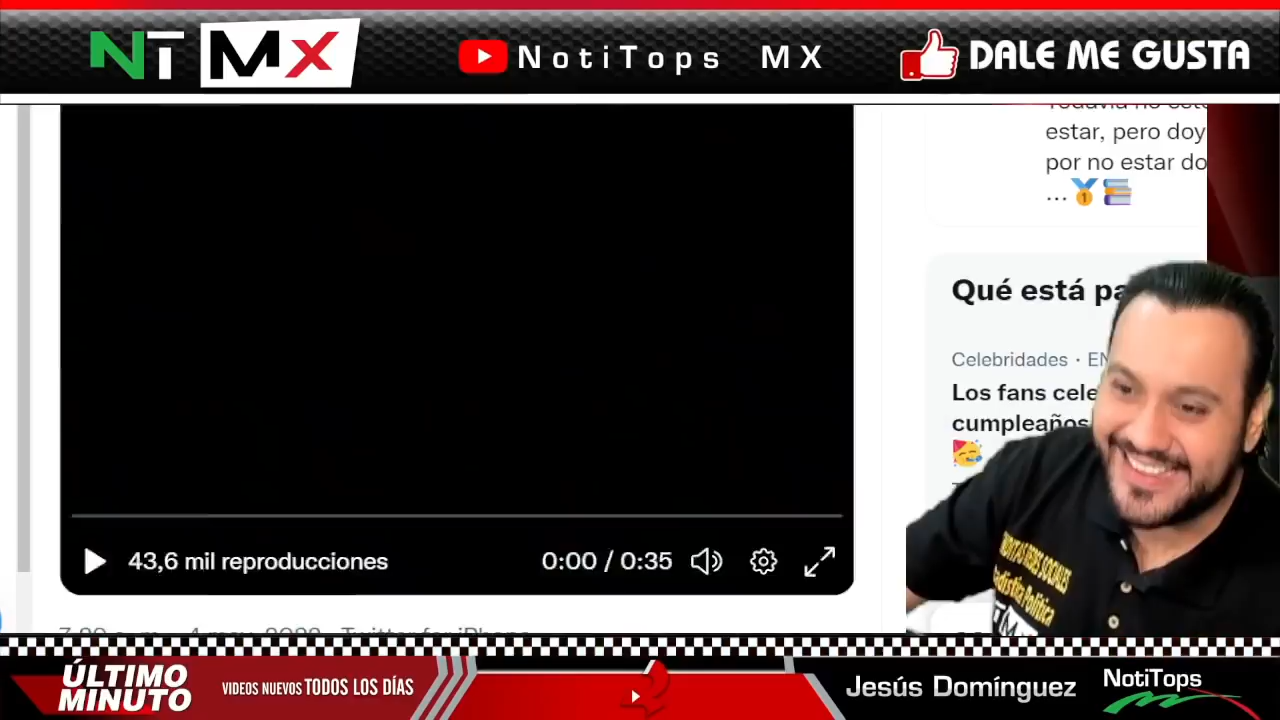 NT MX
NotiTops MX
DALE ME GUSTA
estar, pero doy
por no estar do
...
Qué está pa
Celebridades · EN
Los fans cele
cumpleaños
43,6 mil reproducciones
0:00 / 0:35
Política
ÚLTIMO
MINUTO
VIDEOS NUEVOS TODOS LOS DÍAS
Jesús Domínguez
NotiTops